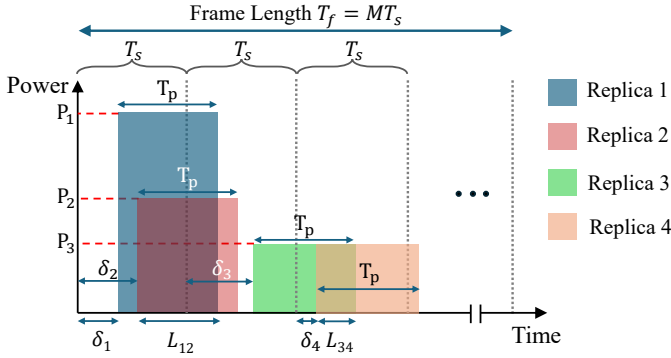 Frame Length T_f = MT_s
T_s T_s T_s
Power
P_1
T_p
Replica 1
Replica 2
Replica 3
Replica 4
P_2
T_p
P_3
T_p
δ_2
δ_3
T_p
•••
δ_1 L_12 δ_4 L_34
Time